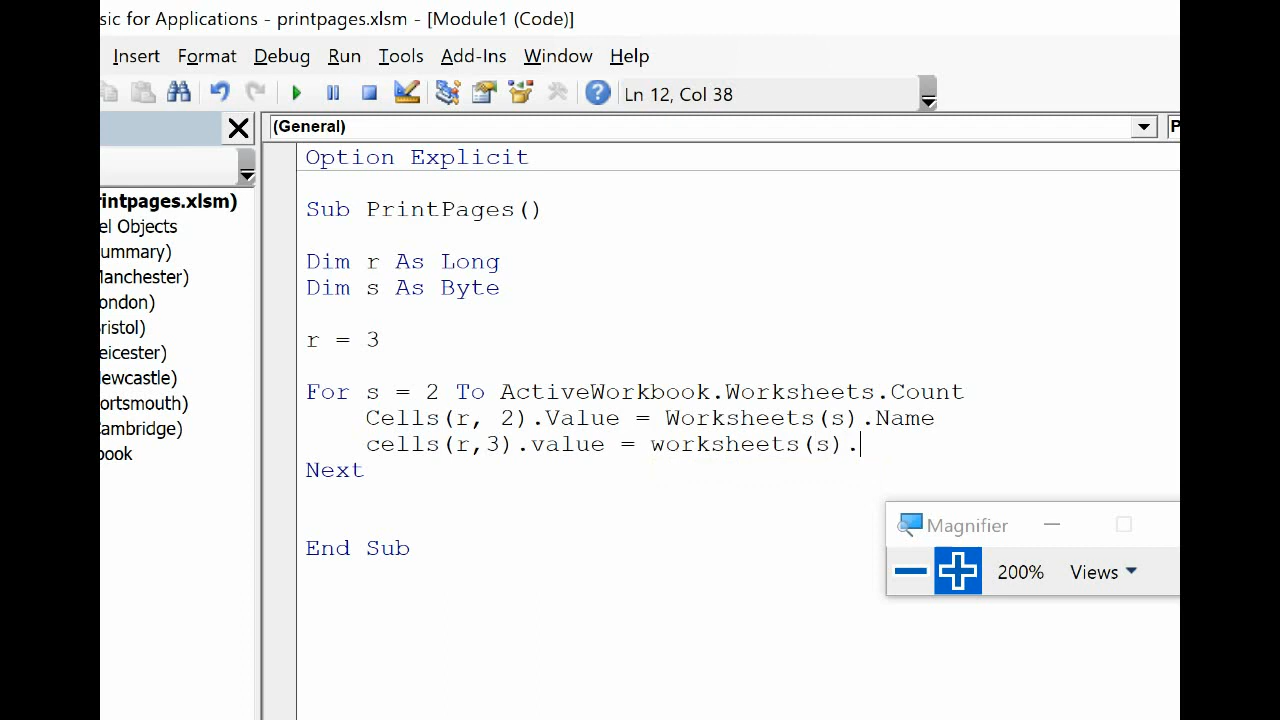 sic for Applications - printpages.xlsm - [Module1 (Code)]
Insert Format Debug Run Tools Add-Ins Window Help
Ln 12, Col 38
(General)
P
Option Explicit
rintpages.xlsm)
el Objects
ummary)
Manchester)
ondon)
ristol)
eicester)
ewcastle)
ortsmouth)
Cambridge)
book
Sub PrintPages()
Dim r As Long
Dim s As Byte
r = 3
For s = 2 To ActiveWorkbook.Worksheets.Count
Cells(r, 2).Value = Worksheets(s).Name
cells(r,3).value = worksheets(s).
Next
End Sub
Magnifier
200% Views